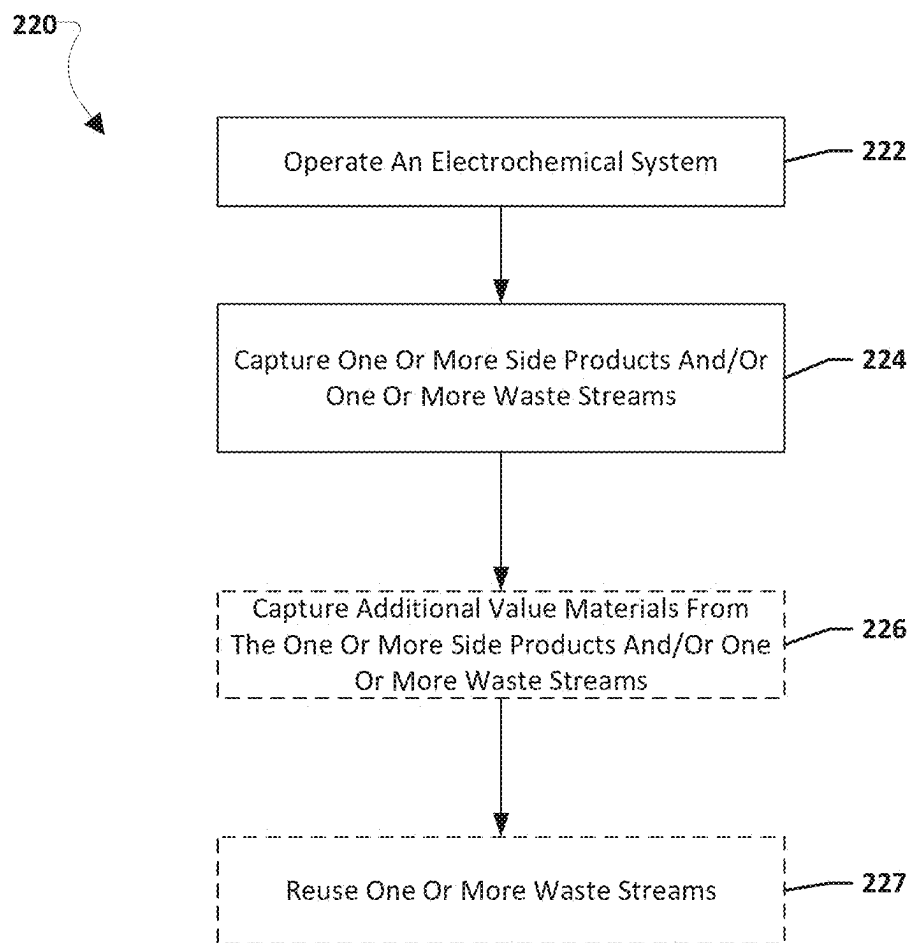 220
Operate An Electrochemical System
222
Capture One Or More Side Products And/Or
One Or More Waste Streams
224
Capture Additional Value Materials From
The One Or More Side Products And/Or One
Or More Waste Streams
226
Reuse One Or More Waste Streams
227